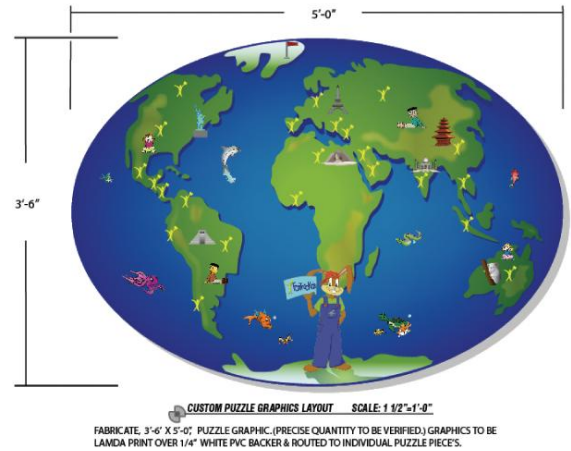 5'-0"
3'-6"
CUSTOM PUZZLE GRAPHICS LAYOUT SCALE: 1 1/2"=1'-0"
FABRICATE, 3'-6' X 5'-0", PUZZLE GRAPHIC.(PRECISE QUANTITY TO BE VERIFIED.) GRAPHICS TO BE
LAMDA PRINT OVER 1/4" WHITE PVC BACKER & ROUTED TO INDIVIDUAL PUZZLE PIECE'S.